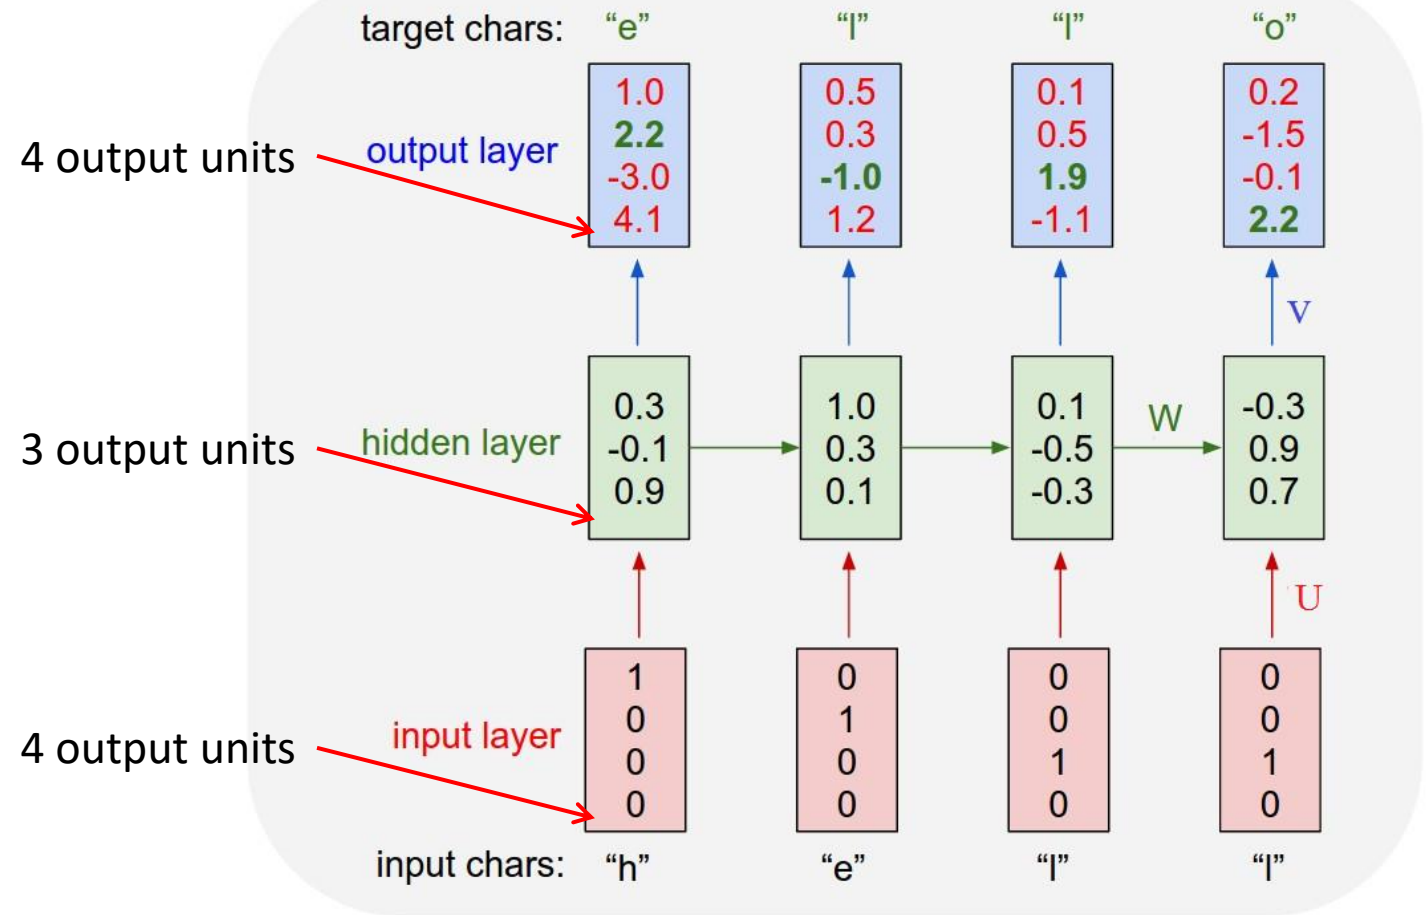 target chars: “e” “l” “l” “o”
4 output units
output layer
1.0 0.5 0.1 0.2
2.2 0.3 0.5 -1.5
-3.0 -1.0 1.9 -0.1
4.1 1.2 -1.1 2.2
V
3 output units
hidden layer
0.3 1.0 0.1 -0.3
-0.1 0.3 -0.5 0.9
0.9 0.1 -0.3 0.7
W
U
4 output units
input layer
1 0 0 0
0 1 0 0
0 0 1 1
0 0 0 0
input chars: “h” “e” “l” “l”